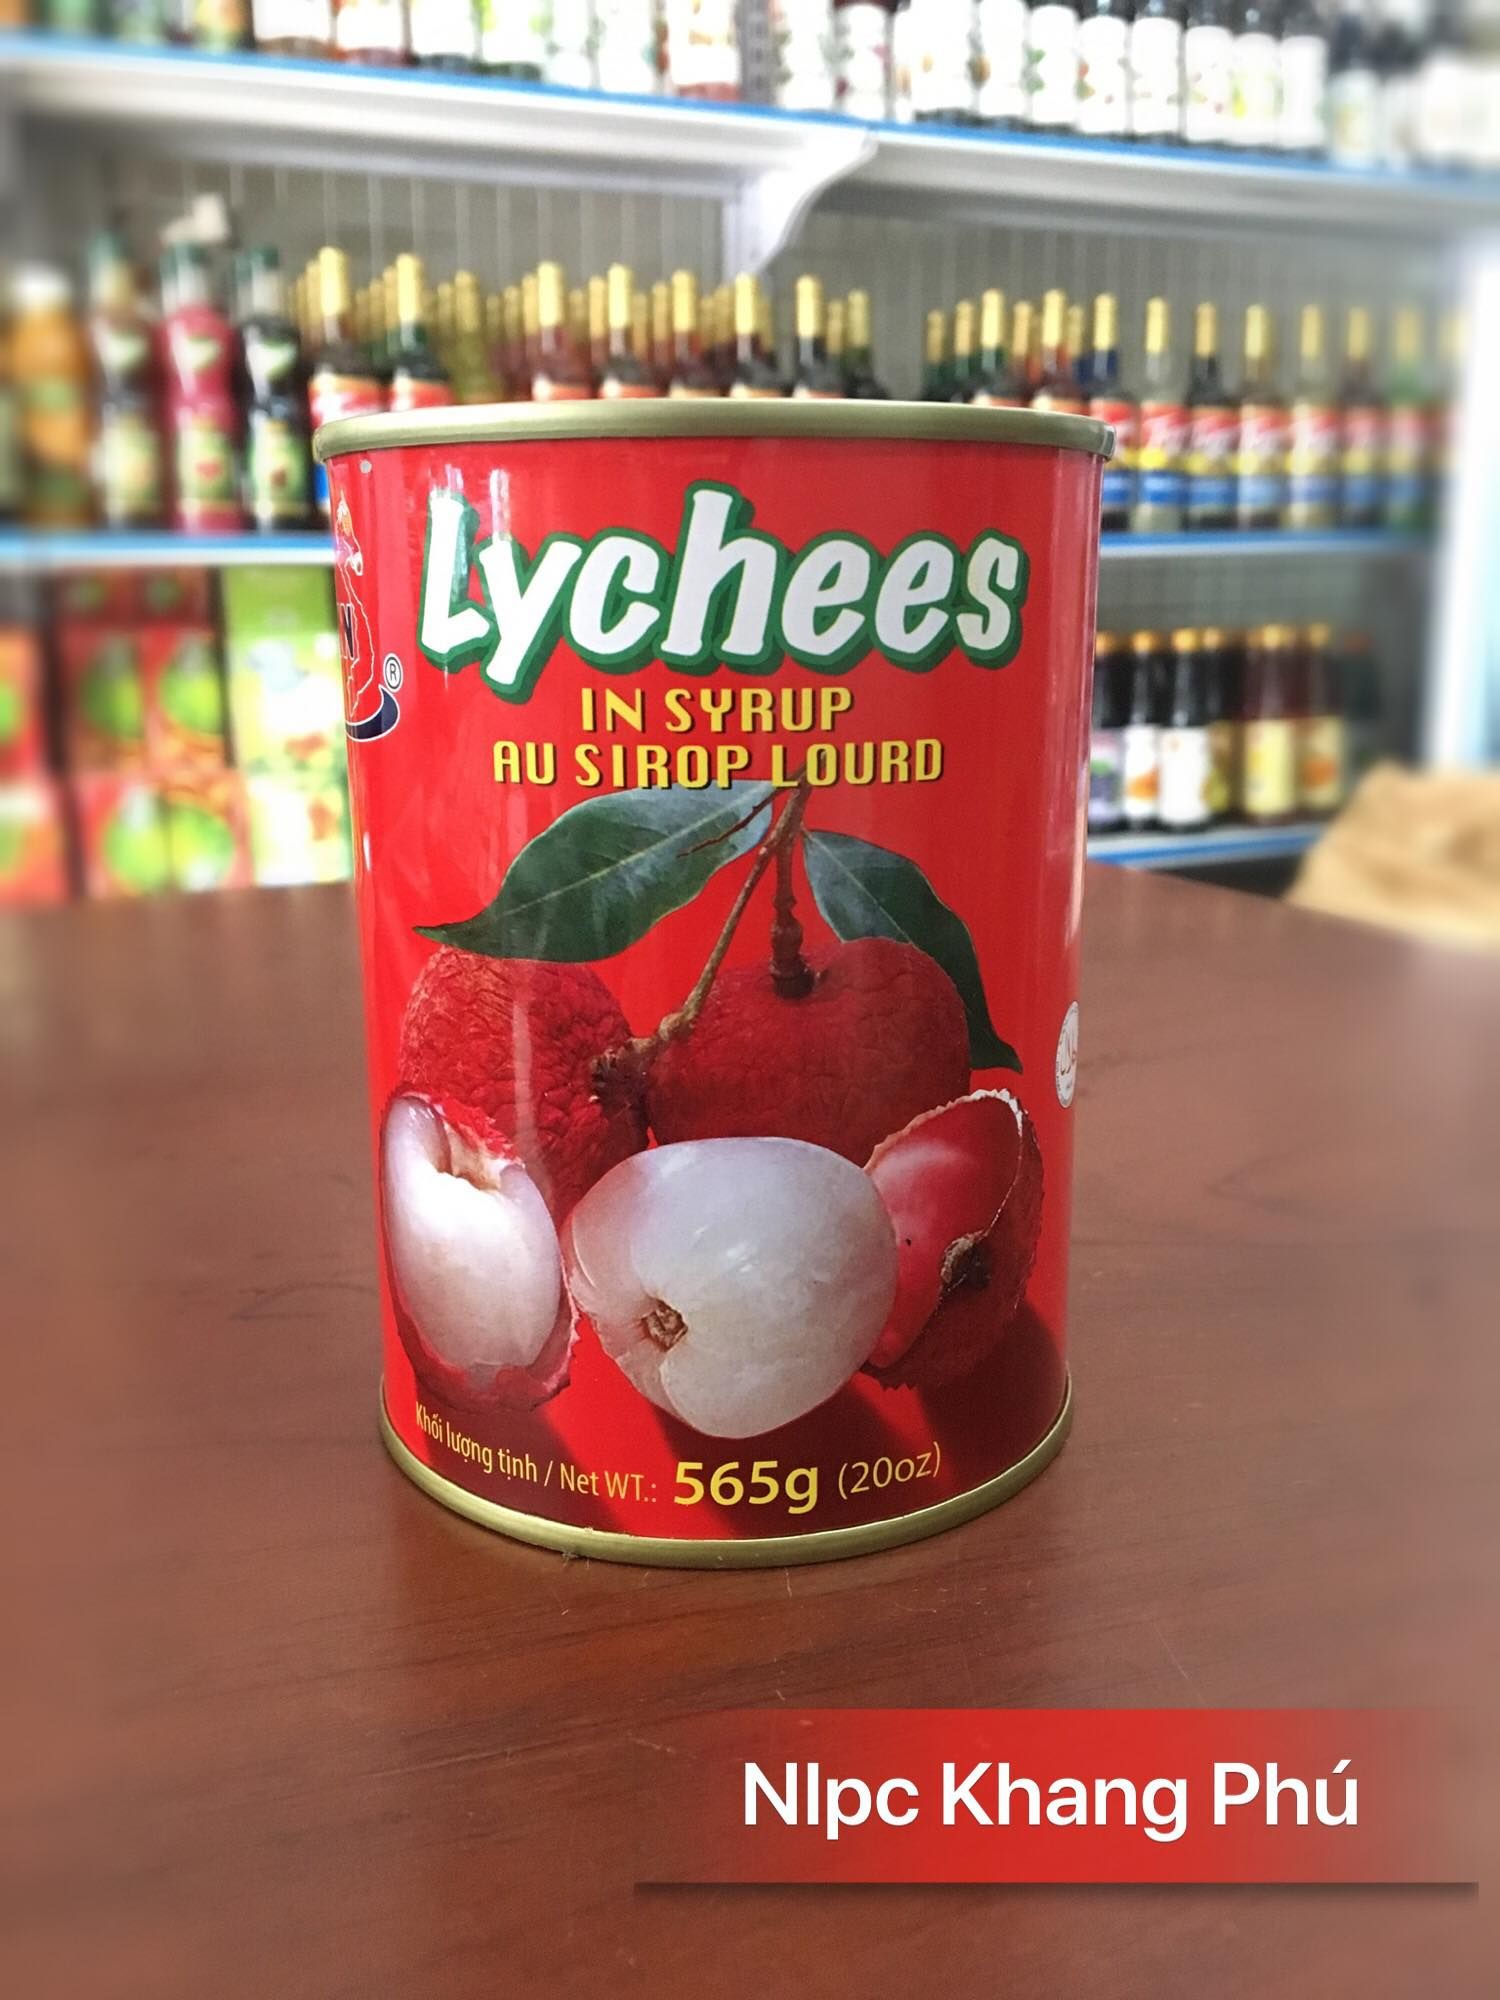 Lychees
IN SYRUP
AU SIROP LOURD
®
Khối lượng tịnh / Net WT.: 565g (20oz)
Nlpc Khang Phú